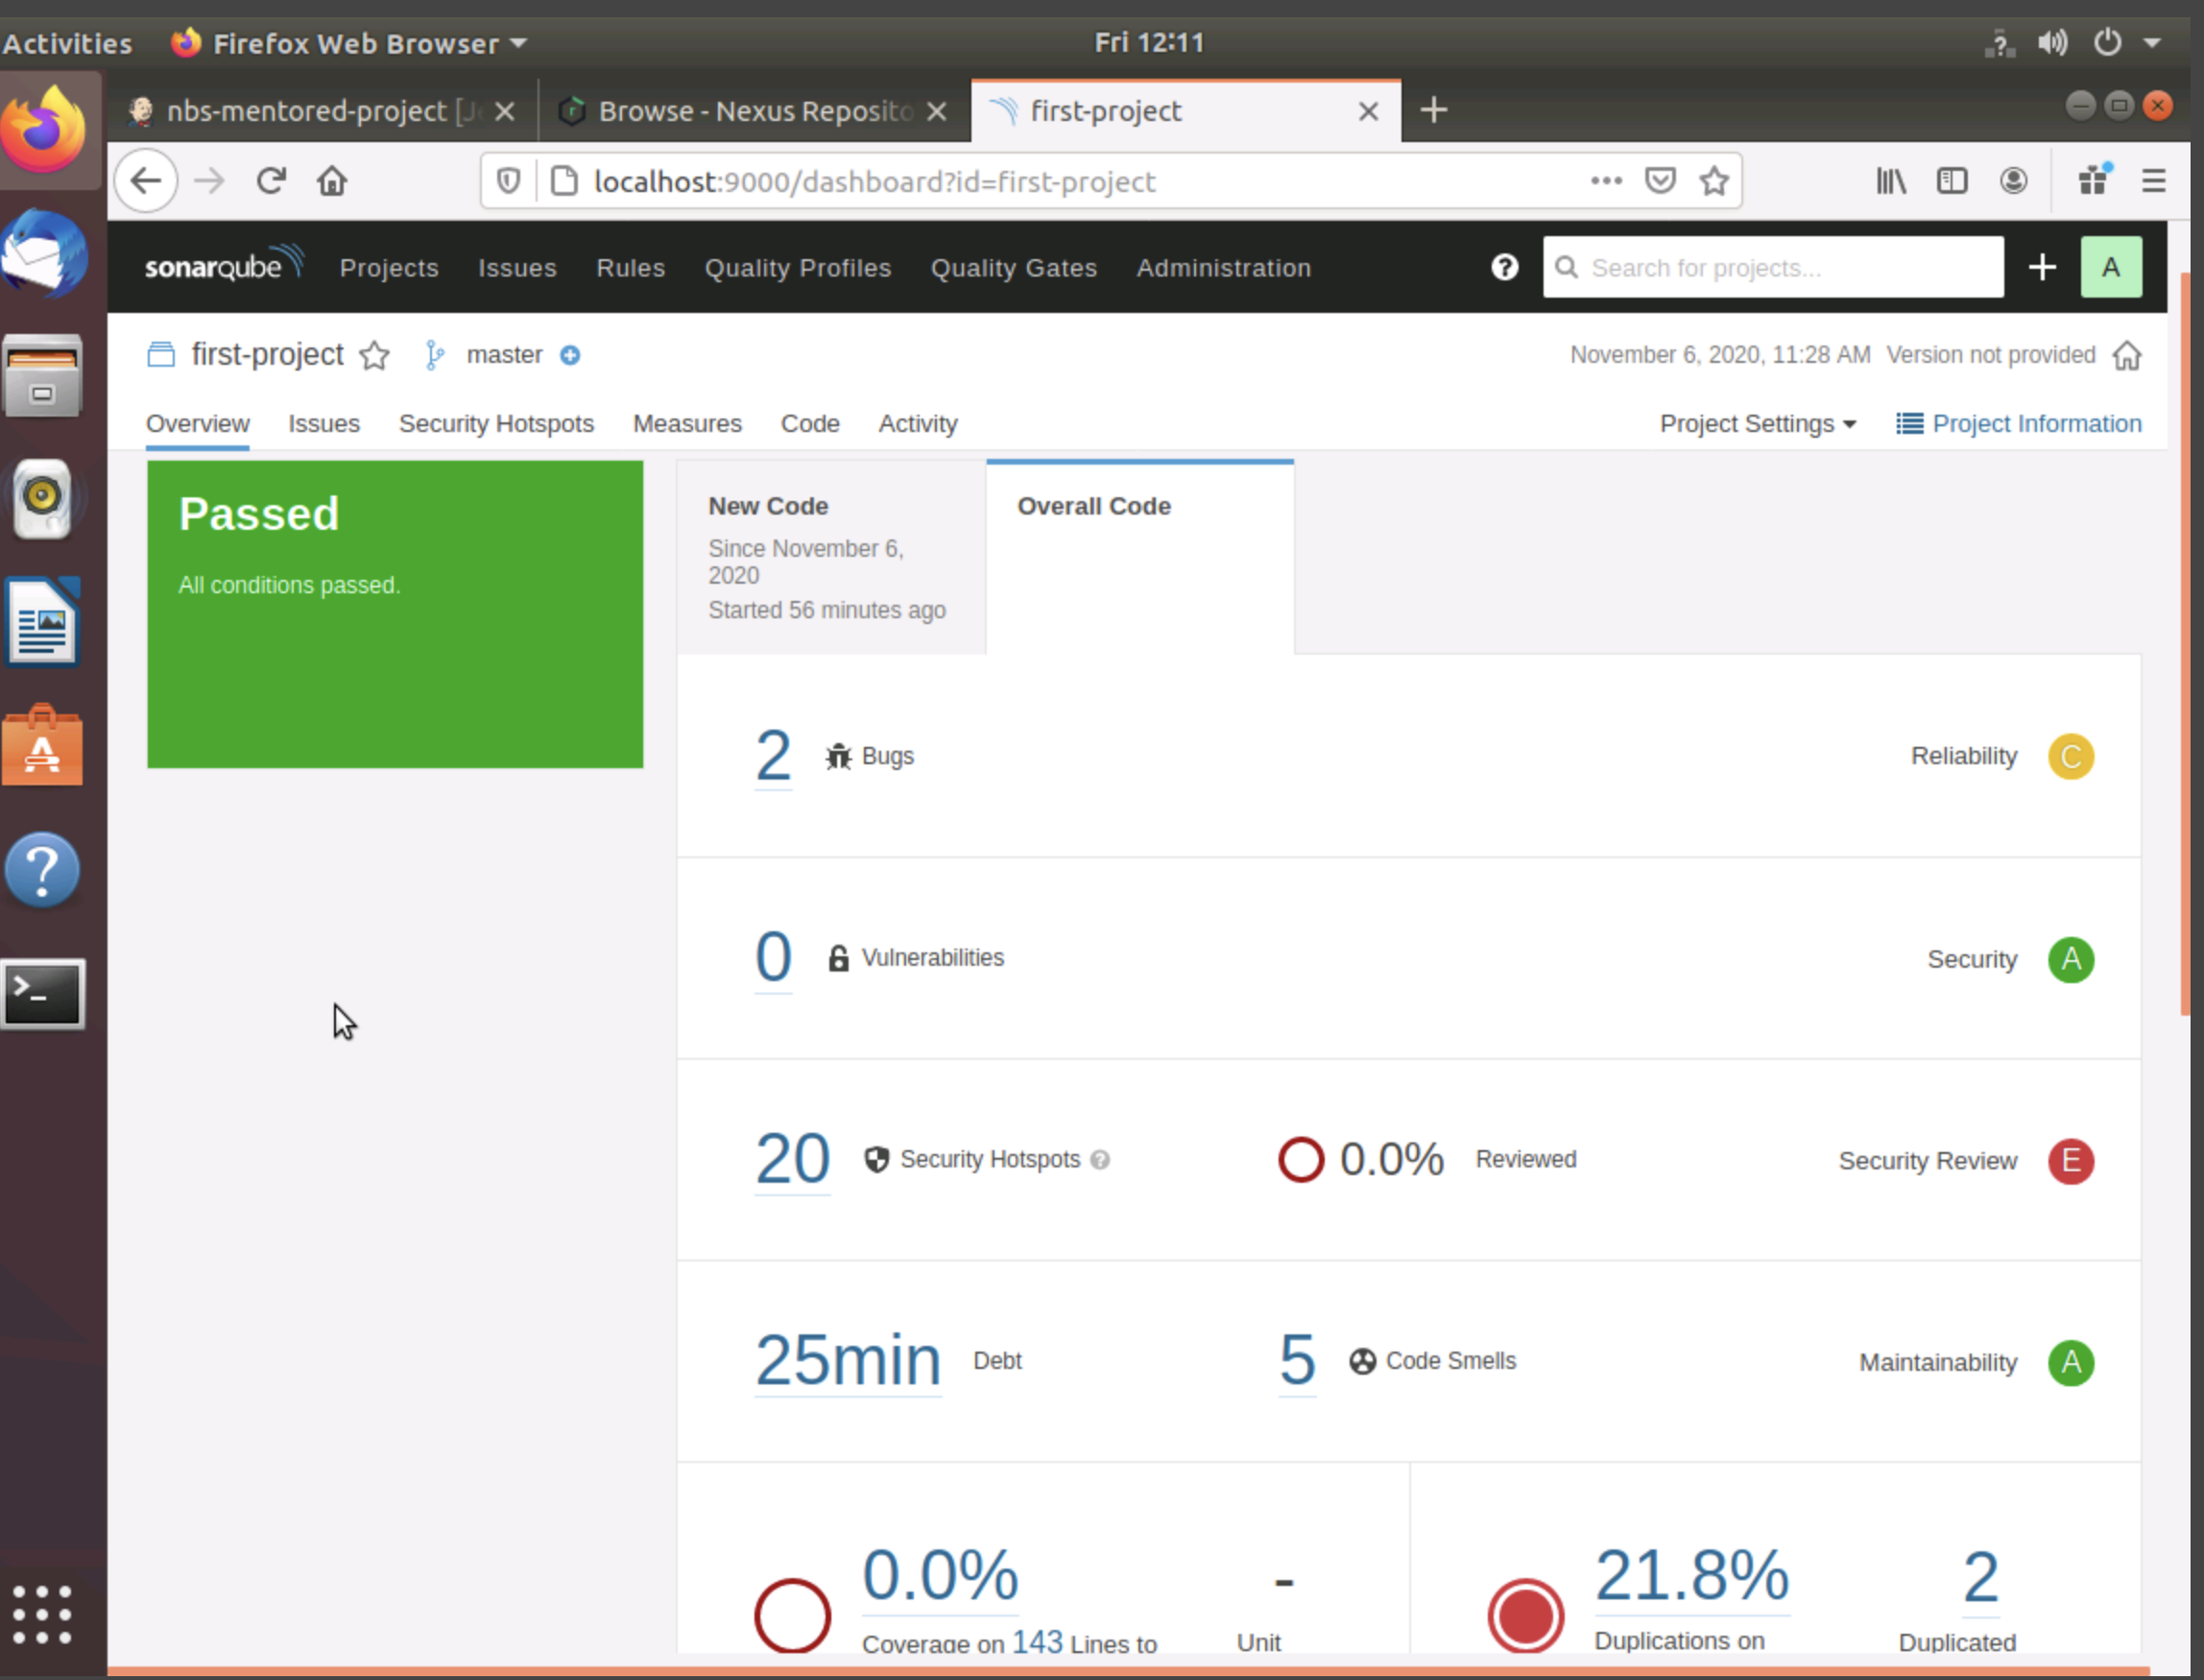 Activities Firefox Web Browser Fri 12:11
nbs-mentored-project [Je Browse - Nexus Reposito first-project
localhost:9000/dashboard?id=first-project
sonarqube Projects Issues Rules Quality Profiles Quality Gates Administration Search for projects... A
first-project master November 6, 2020, 11:28 AM Version not provided
Overview Issues Security Hotspots Measures Code Activity Project Settings Project Information
Passed
All conditions passed.
New Code
Since November 6,
2020
Started 56 minutes ago
Overall Code
2 Bugs Reliability C
0 Vulnerabilities Security A
20 Security Hotspots 0.0% Reviewed Security Review E
25min Debt 5 Code Smells Maintainability A
0.0% - 21.8% 2
Coverage on 143 Lines to Unit Duplications on Duplicated